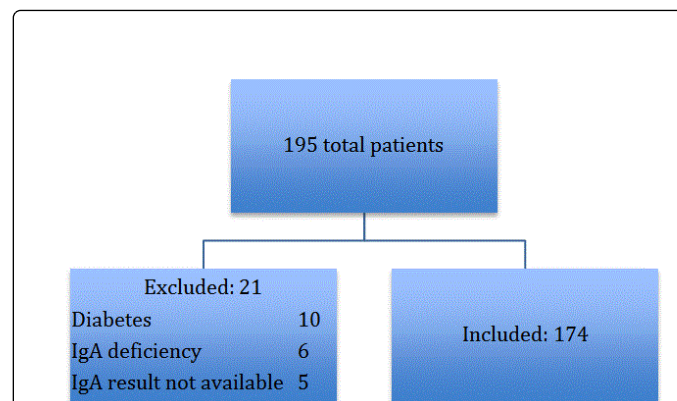 195 total patients
Excluded: 21
Diabetes 10
IgA deficiency 6
IgA result not available 5
Included: 174